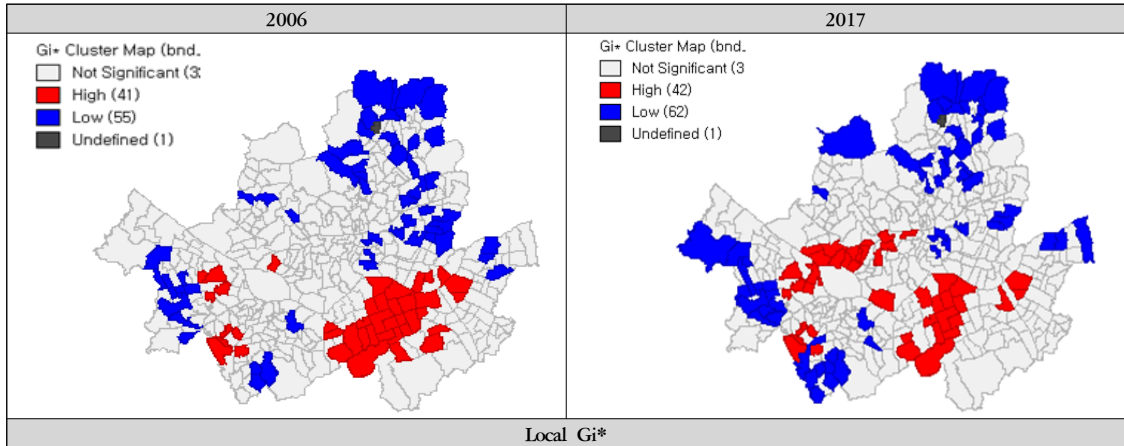 2006
2017
Gi* Cluster Map (bnd.
Not Significant (3
High (41)
Low (55)
Undefined (1)
Gi* Cluster Map (bnd.
Not Significant (3
High (42)
Low (62)
Undefined (1)
Local Gi*